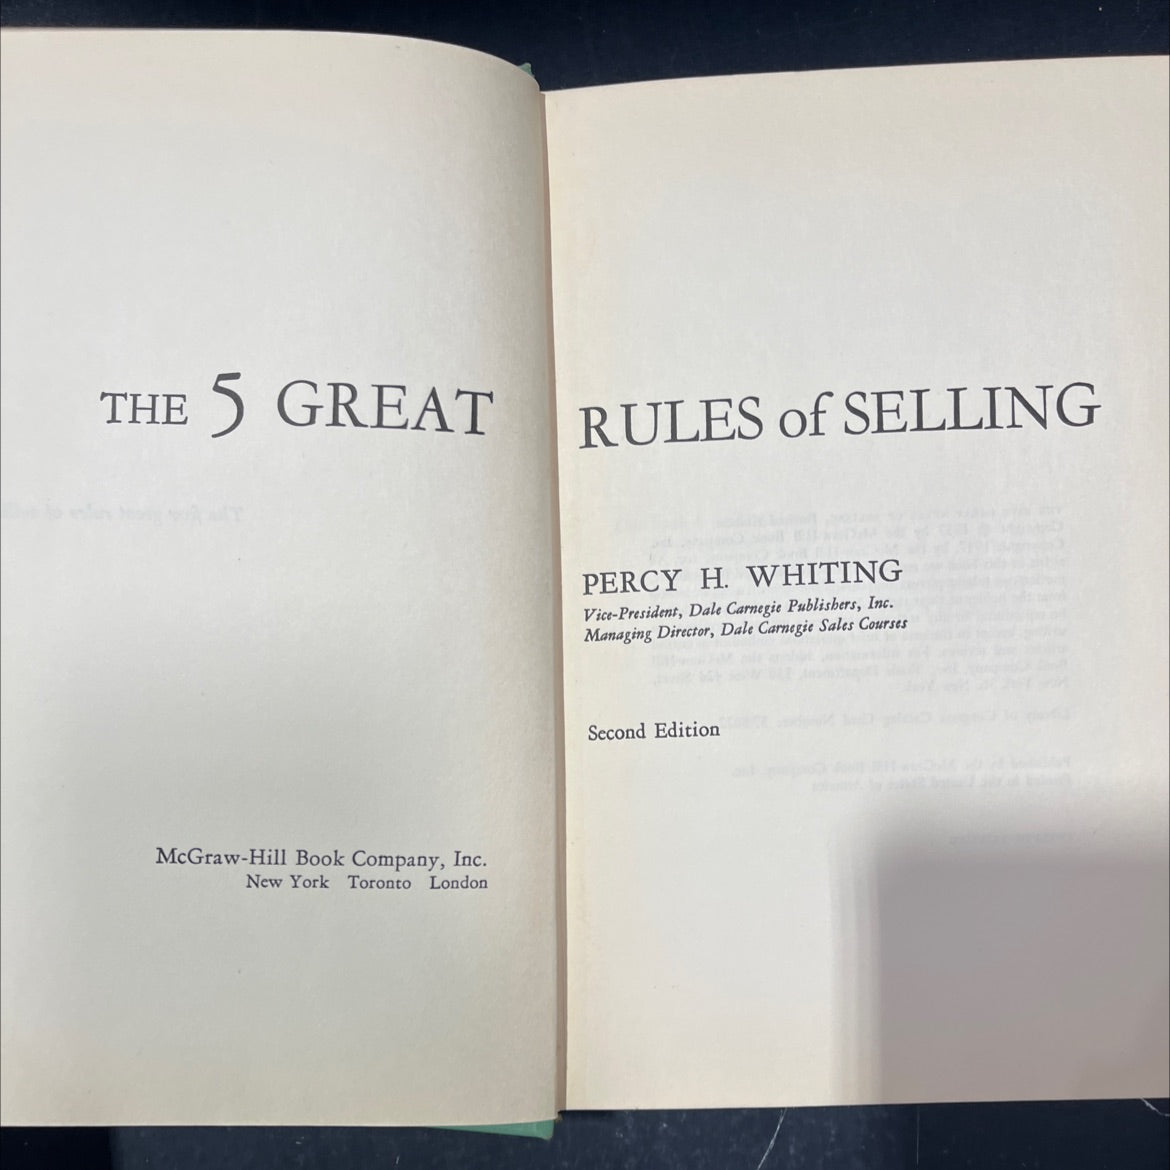 THE 5 GREAT RULES of SELLING
PERCY H. WHITING
Vice-President, Dale Carnegie Publishers, Inc.
Managing Director, Dale Carnegie Sales Courses
Second Edition
McGraw-Hill Book Company, Inc.
New York Toronto London